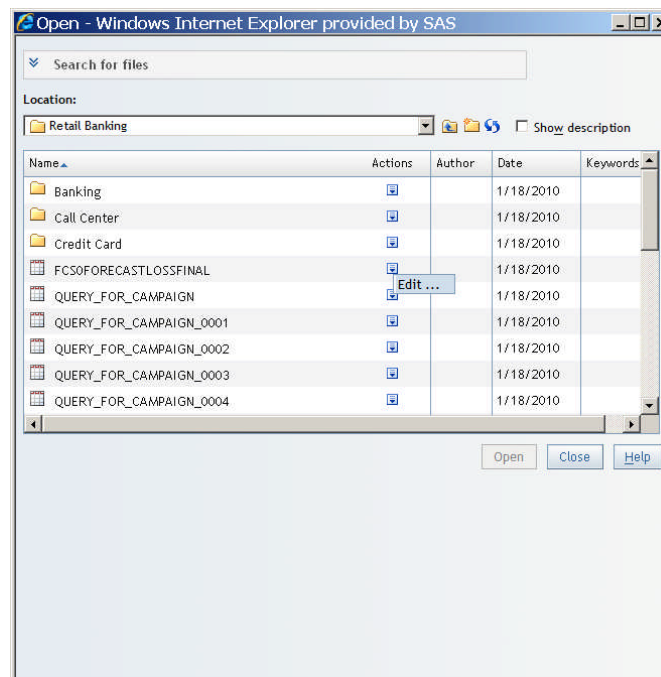 Open - Windows Internet Explorer provided by SAS
Search for files
Location:
Retail Banking
Show description
Name Actions Author Date Keywords
Banking 1/18/2010
Call Center 1/18/2010
Credit Card 1/18/2010
FCS0FORECASTLOSSFINAL 1/18/2010
Edit ...
QUERY_FOR_CAMPAIGN 1/18/2010
QUERY_FOR_CAMPAIGN_0001 1/18/2010
QUERY_FOR_CAMPAIGN_0002 1/18/2010
QUERY_FOR_CAMPAIGN_0003 1/18/2010
QUERY_FOR_CAMPAIGN_0004 1/18/2010
Open Close Help